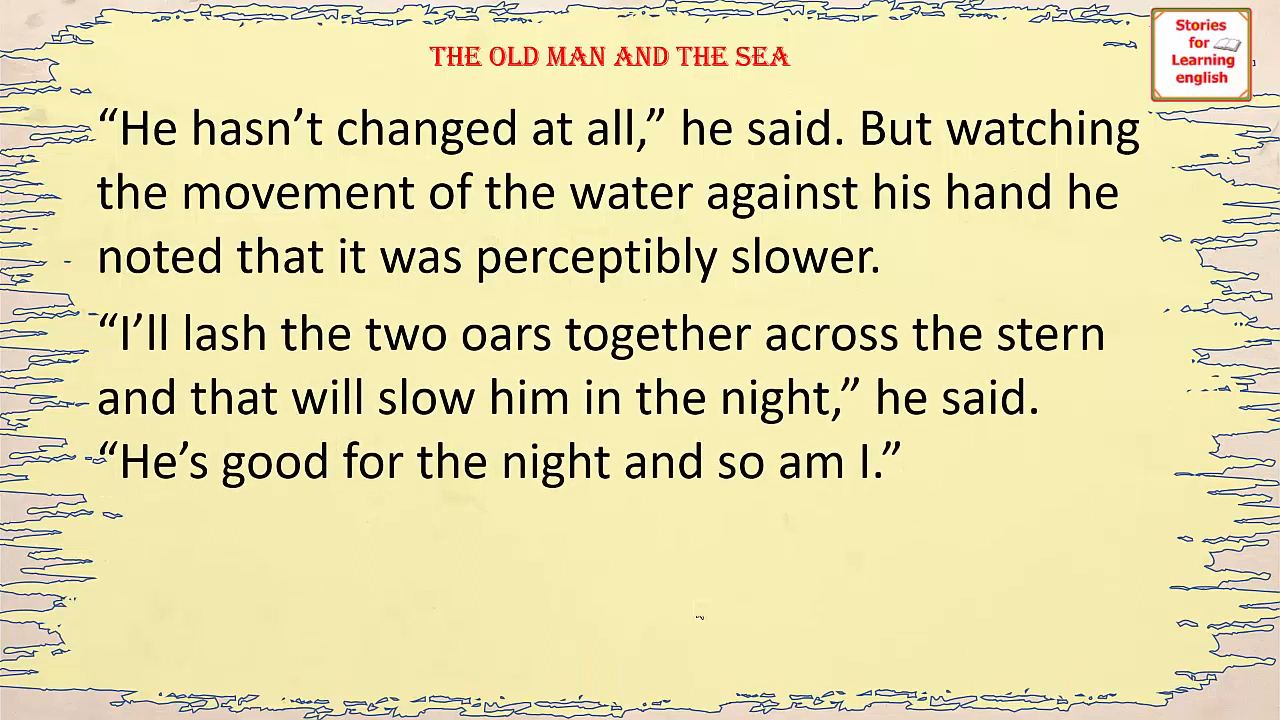 THE OLD MAN AND THE SEA
Stories
for
Learning
english
“He hasn’t changed at all,” he said. But watching
the movement of the water against his hand he
noted that it was perceptibly slower.
“I’ll lash the two oars together across the stern
and that will slow him in the night,” he said.
“He’s good for the night and so am I.”